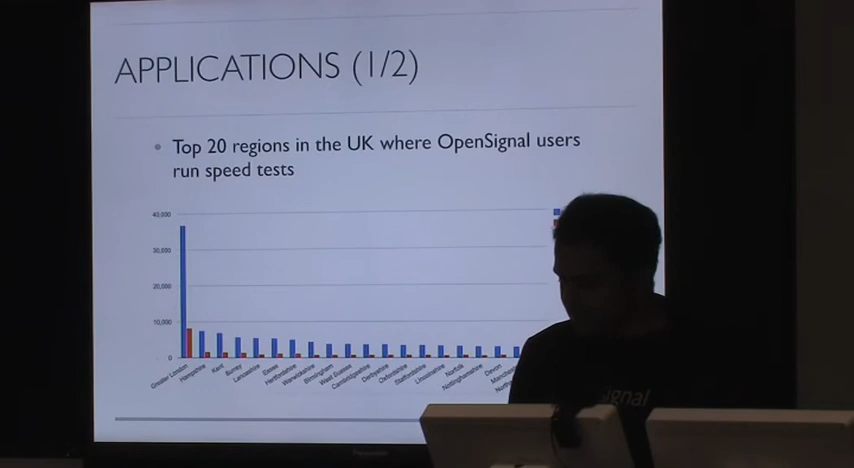 APPLICATIONS (1/2)
Top 20 regions in the UK where OpenSignal users
run speed tests
40,000
30,000
20,000
10,000
0
Greater London
Hampshire
Kent
Surrey
Lancashire
Essex
Hertfordshire
Warwickshire
Birmingham
West Sussex
Cambridgeshire
Derbyshire
Oxfordshire
Staffordshire
Lincolnshire
Norfolk
Nottinghamshire
Devon